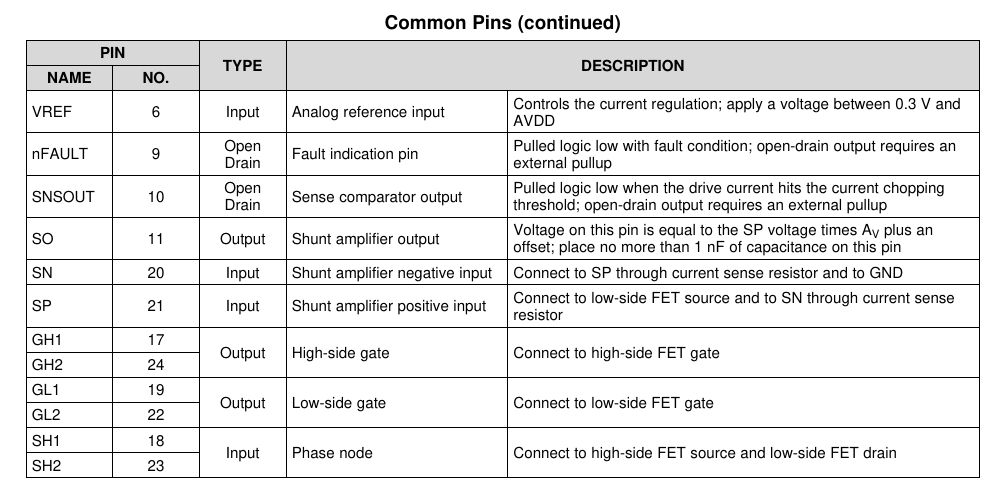 Common Pins (continued)
PIN
TYPE
DESCRIPTION
NAME
NO.
VREF
6
Input
Analog reference input
Controls the current regulation; apply a voltage between 0.3 V and
AVDD
nFAULT
9
Open
Drain
Fault indication pin
Pulled logic low with fault condition; open-drain output requires an
external pullup
SNSOUT
10
Open
Drain
Sense comparator output
Pulled logic low when the drive current hits the current chopping
threshold; open-drain output requires an external pullup
SO
11
Output
Shunt amplifier output
Voltage on this pin is equal to the SP voltage times AV plus an
offset; place no more than 1 nF of capacitance on this pin
SN
20
Input
Shunt amplifier negative input
Connect to SP through current sense resistor and to GND
SP
21
Input
Shunt amplifier positive input
Connect to low-side FET source and to SN through current sense
resistor
GH1
17
Output
High-side gate
Connect to high-side FET gate
GH2
24
GL1
19
Output
Low-side gate
Connect to low-side FET gate
GL2
22
SH1
18
Input
Phase node
Connect to high-side FET source and low-side FET drain
SH2
23